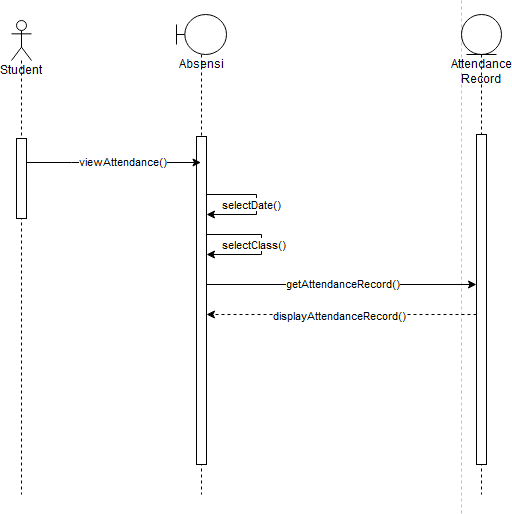 Student
Absensi
Attendance
Record
viewAttendance()
selectDate()
selectClass()
getAttendanceRecord()
displayAttendanceRecord()